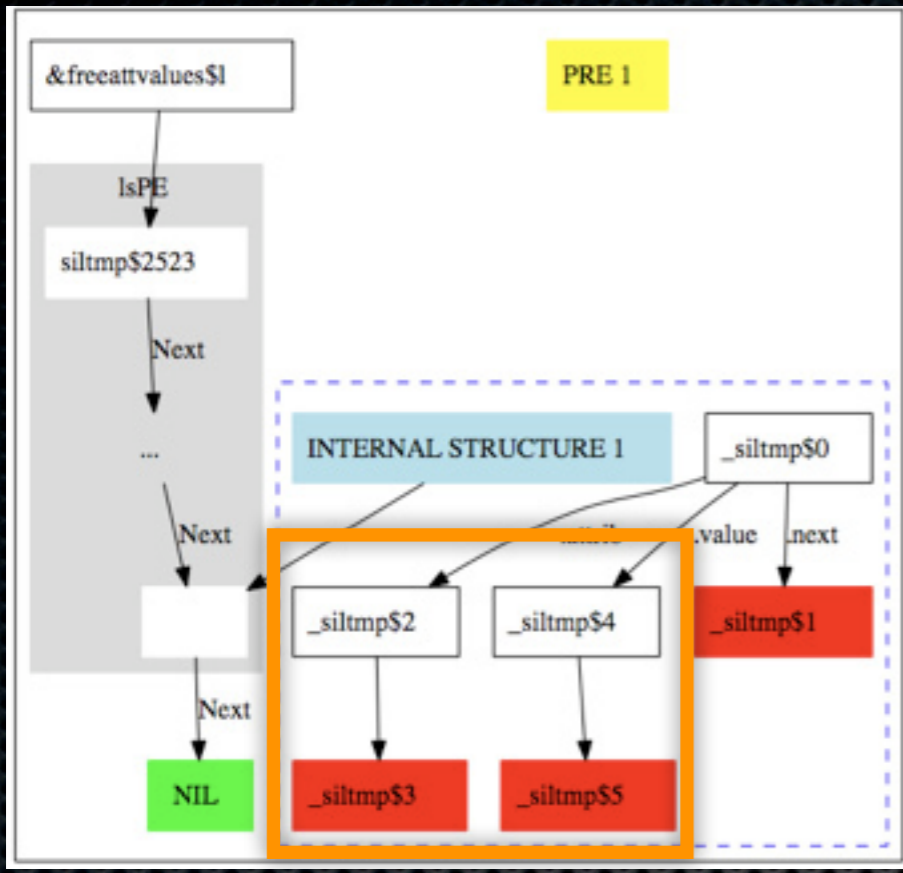 &freeattvalues$l
PRE 1
lsPE
siltmp$2523
Next
...
INTERNAL STRUCTURE 1
_siltmp$0
Next
.value
.next
_siltmp$2
_siltmp$4
_siltmp$1
Next
NIL
_siltmp$3
_siltmp$5